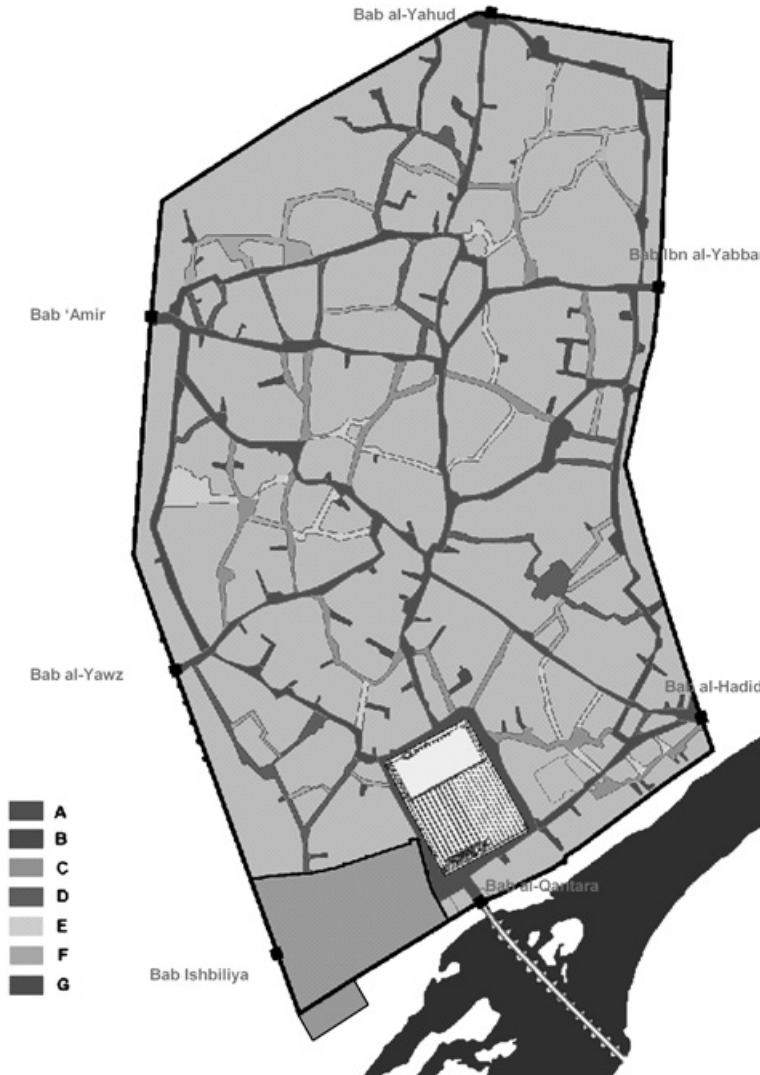 Bab al-Yahud
Bab Ibn al-Yabbar
Bab ‘Amir
Bab al-Yawz
Bab al-Hadid
A
B
C
D
E
F
G
Bab al-Qantara
Bab Ishbiliya